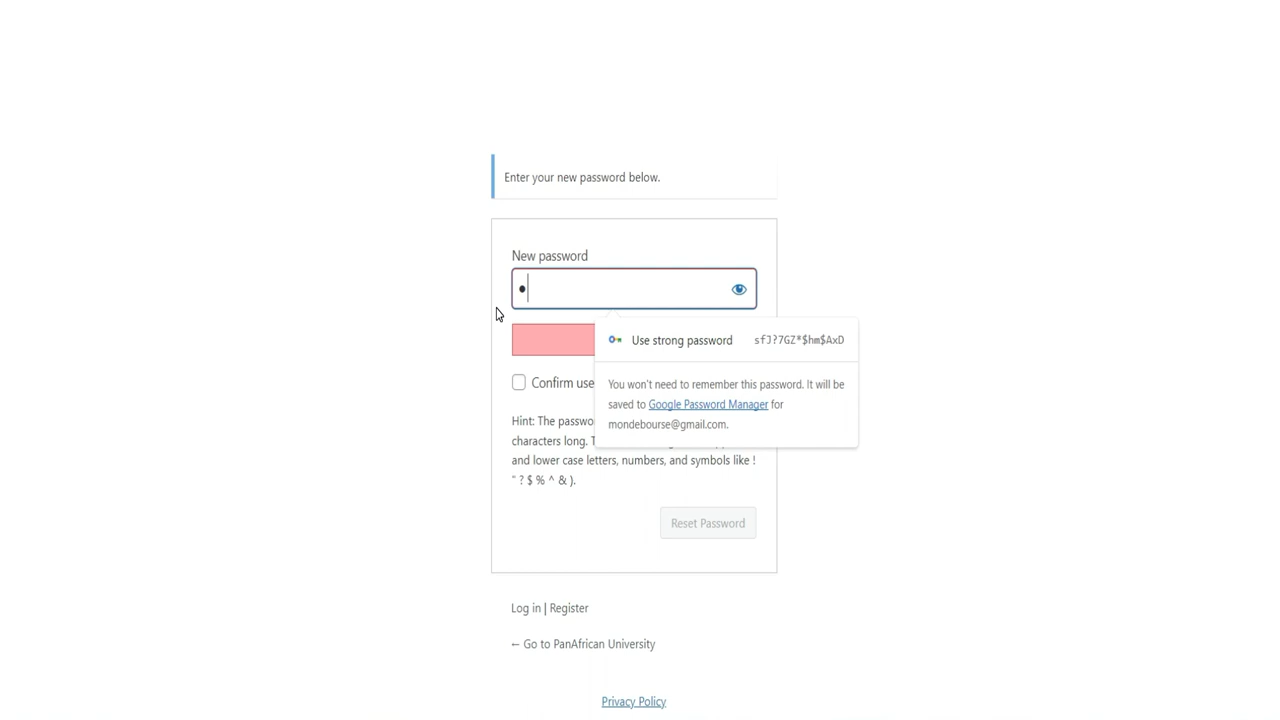 Enter your new password below.
New password
●
Use strong password sfJ?7GZ*$hm$AxD
Confirm use
You won't need to remember this password. It will be
saved to Google Password Manager for
mondebourse@gmail.com.
Hint: The passwo
characters long. T
and lower case letters, numbers, and symbols like !
" ? $ % ^ & ).
Reset Password
Log in | Register
← Go to PanAfrican University
Privacy Policy